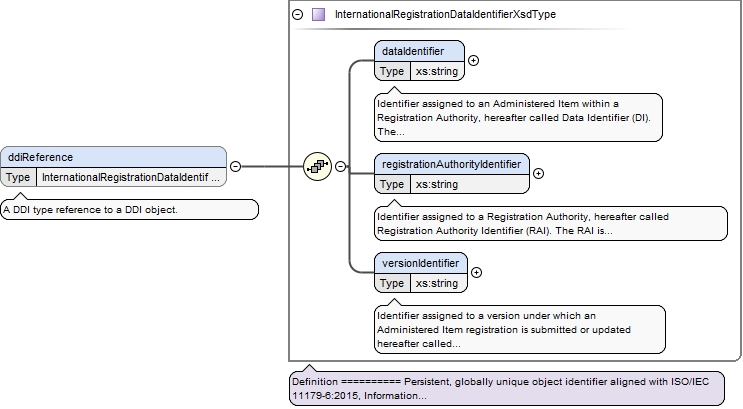 InternationalRegistrationDataIdentifierXsdType
dataIdentifier
Type xs:string
Identifier assigned to an Administered Item within a
Registration Authority, hereafter called Data Identifier (DI).
The...
ddiReference
Type InternationalRegistrationDataIdentif ...
A DDI type reference to a DDI object.
registrationAuthorityIdentifier
Type xs:string
Identifier assigned to a Registration Authority, hereafter called
Registration Authority Identifier (RAI). The RAI is...
versionIdentifier
Type xs:string
Identifier assigned to a version under which an
Administered Item registration is submitted or updated
hereafter called...
Definition ========== Persistent, globally unique object identifier aligned with ISO/IEC
11179-6:2015, Information...